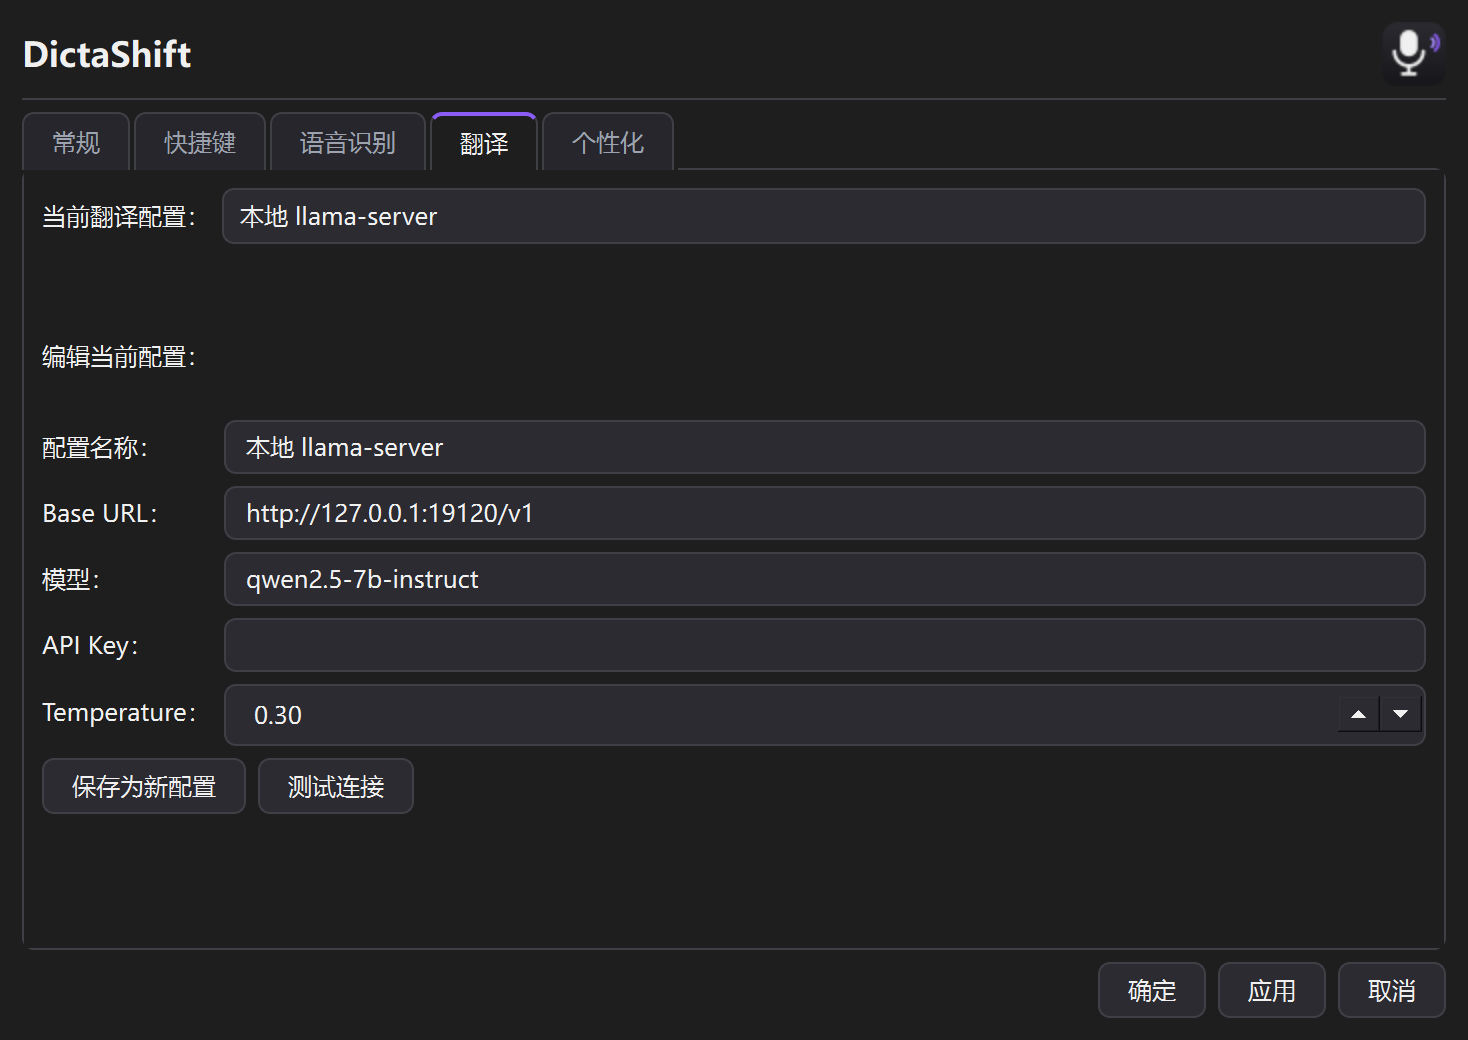 DictaShift
常规 快捷键 语音识别 翻译 个性化
当前翻译配置： 本地 llama-server
编辑当前配置：
配置名称： 本地 llama-server
Base URL： http://127.0.0.1:19120/v1
模型： qwen2.5-7b-instruct
API Key：
Temperature： 0.30
保存为新配置 测试连接
确定 应用 取消